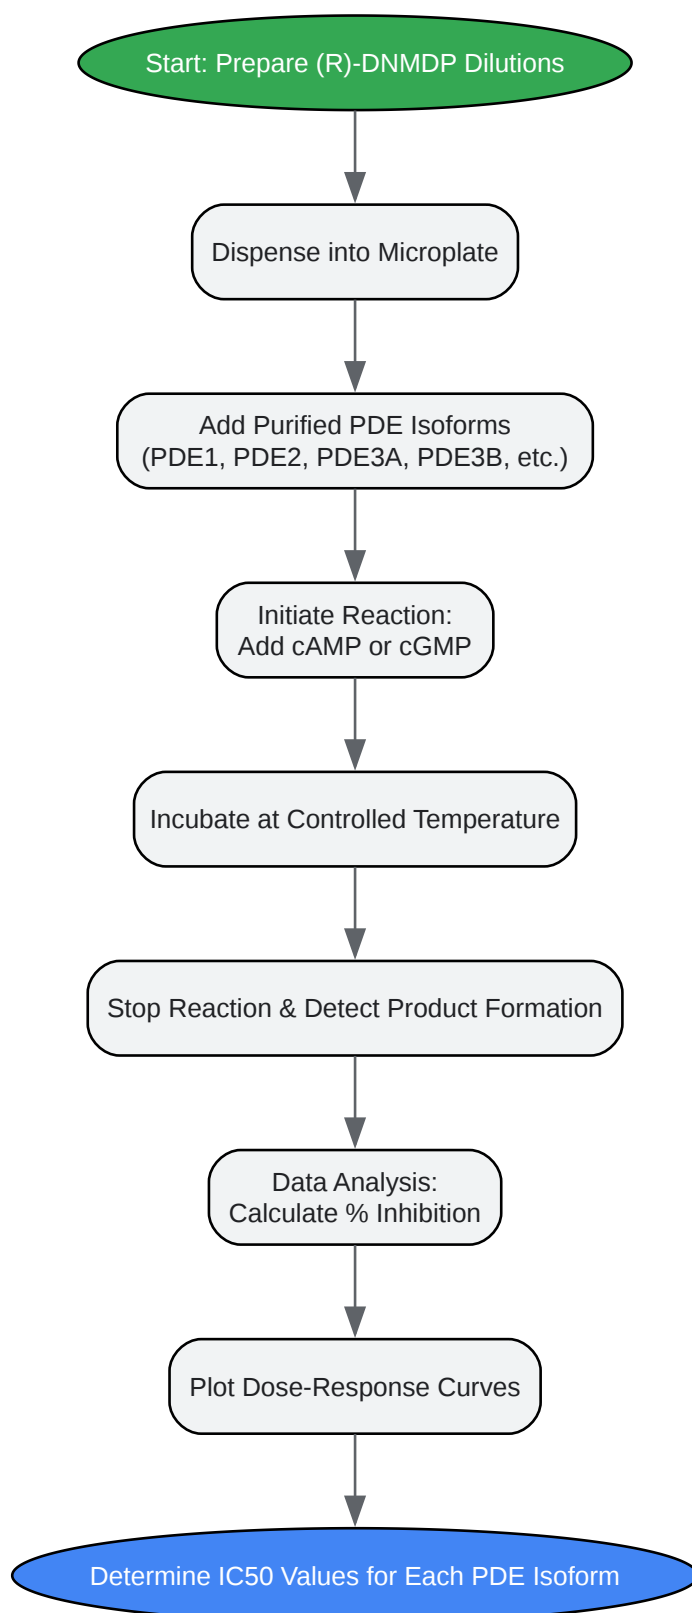 Start: Prepare (R)-DNMDP Dilutions
Dispense into Microplate
Add Purified PDE Isoforms
(PDE1, PDE2, PDE3A, PDE3B, etc.)
Initiate Reaction:
Add cAMP or cGMP
Incubate at Controlled Temperature
Stop Reaction & Detect Product Formation
Data Analysis:
Calculate % Inhibition
Plot Dose-Response Curves
Determine IC50 Values for Each PDE Isoform